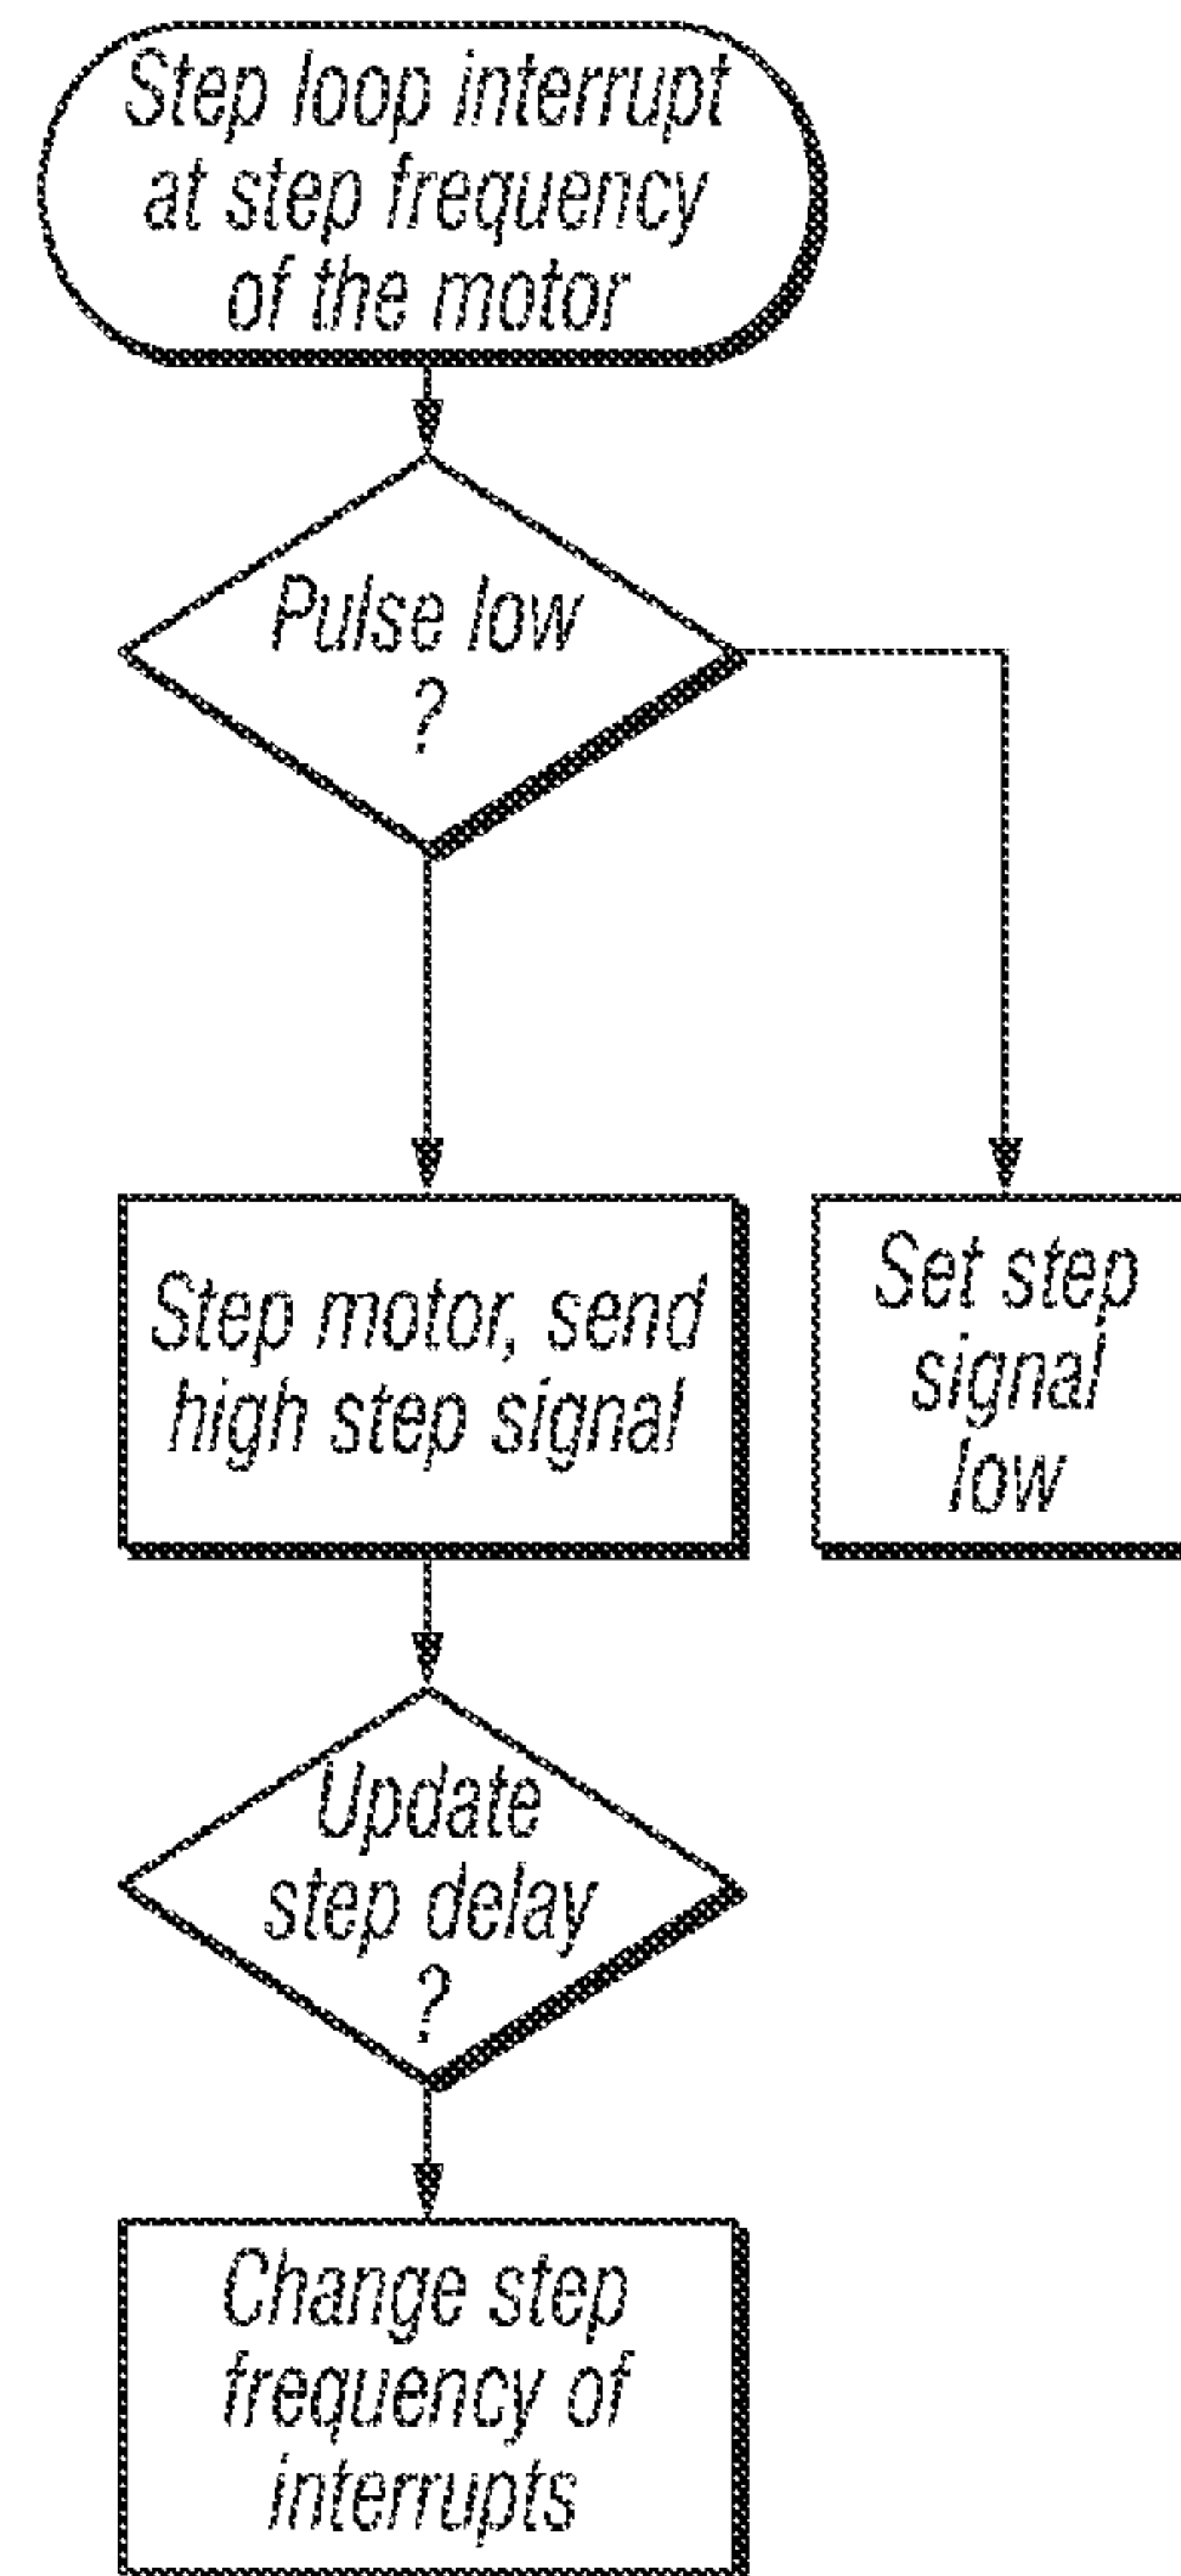 Step loop interrupt
at step frequency
of the motor
Pulse low
?
Step motor, send
high step signal
Set step
signal
low
Update
step delay
?
Change step
frequency of
interrupts